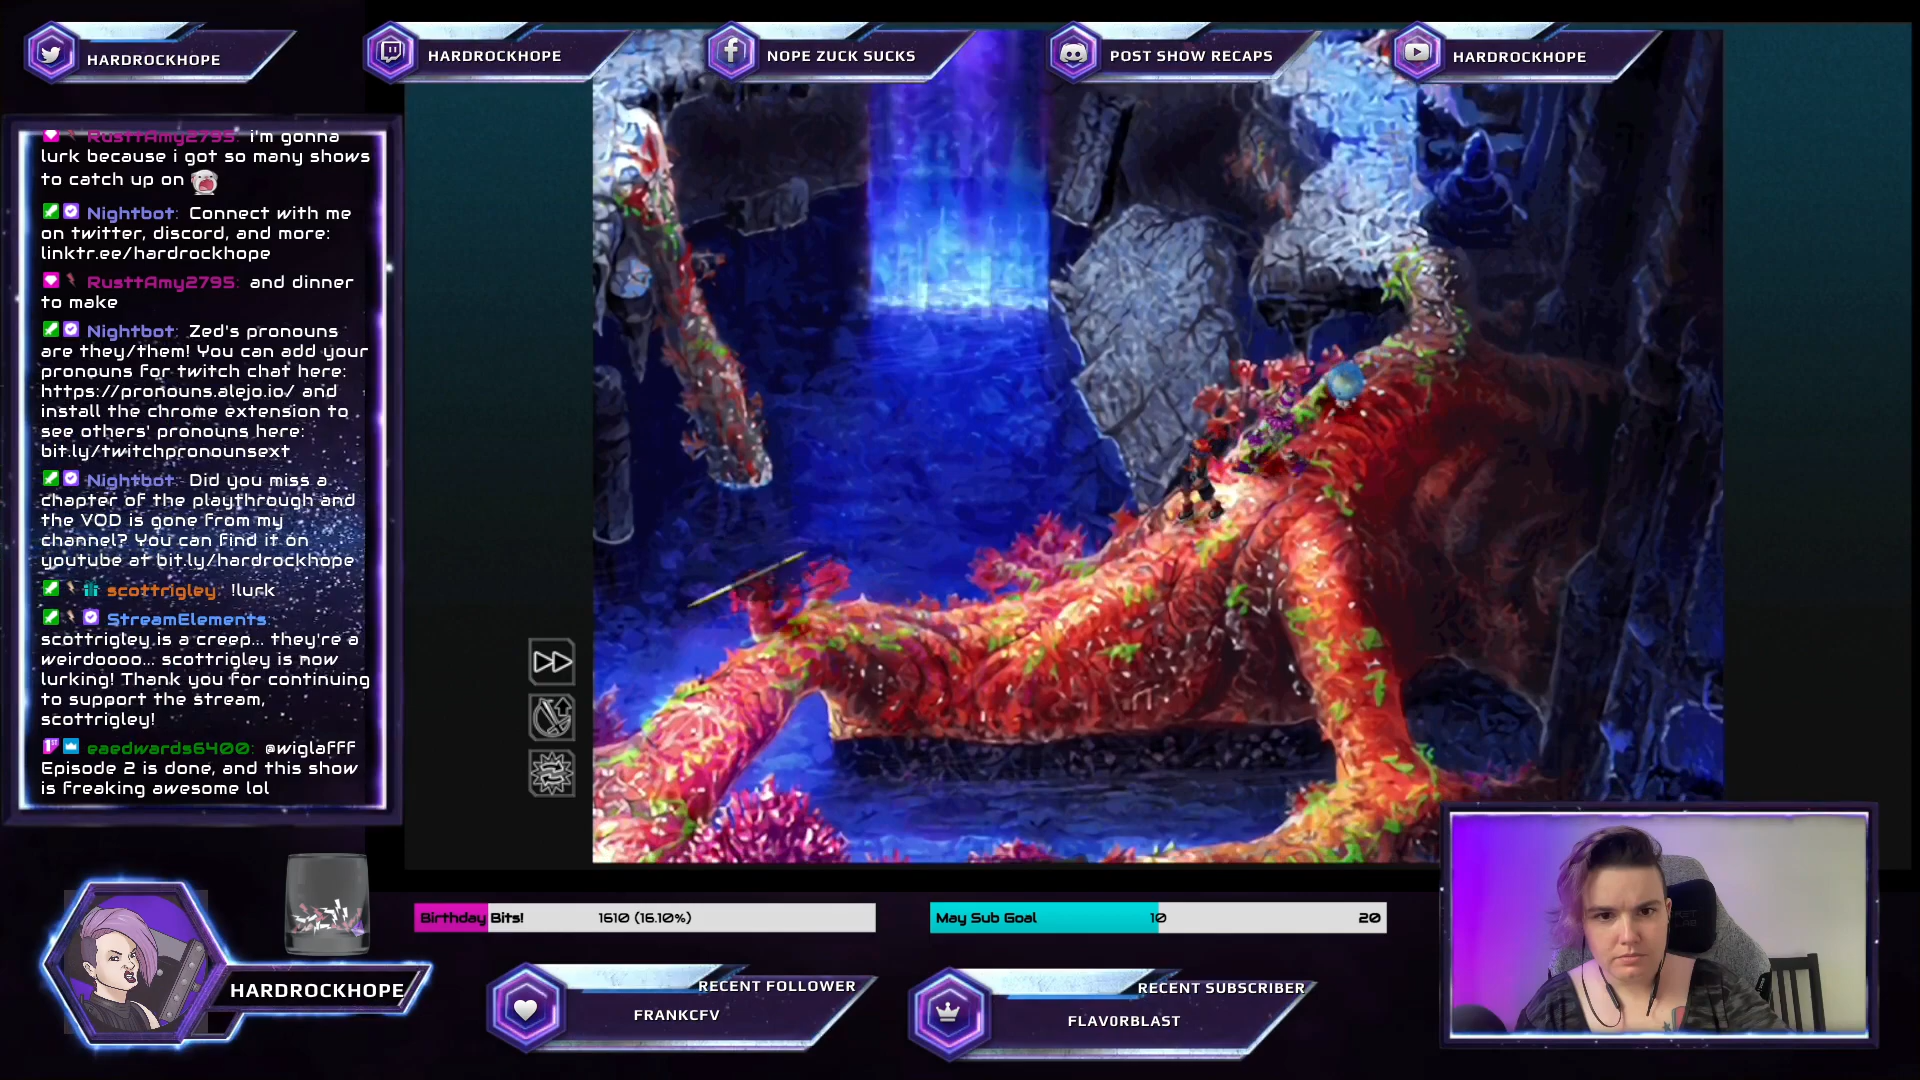 HARDROCKHOPE
HARDROCKHOPE
NOPE ZUCK SUCKS
POST SHOW RECAPS
HARDROCKHOPE
RusttAmy2795: i'm gonna
lurk because i got so many shows
to catch up on
Nightbot: Connect with me
on twitter, discord, and more:
linktr.ee/hardrockhope
RusttAmy2795: and dinner
to make
Nightbot: Zed's pronouns
are they/them! You can add your
pronouns for twitch chat here:
https://pronouns.alejo.io/ and
install the chrome extension to
see others' pronouns here:
bit.ly/twitchpronounsext
Nightbot: Did you miss a
chapter of the playthrough and
the VOD is gone from my
channel? You can find it on
youtube at bit.ly/hardrockhope
scottrigley: !lurk
StreamElements:
scottrigley is a creep... they're a
weirdoooo... scottrigley is now
lurking! Thank you for continuing
to support the stream,
scottrigley!
eaedwards6400: @wiglafff
Episode 2 is done, and this show
is freaking awesome lol
Birthday Bits! 1610 (16.10%)
May Sub Goal 10 20
HARDROCKHOPE
RECENT FOLLOWER
FRANKCFV
RECENT SUBSCRIBER
FLAV0RBLAST